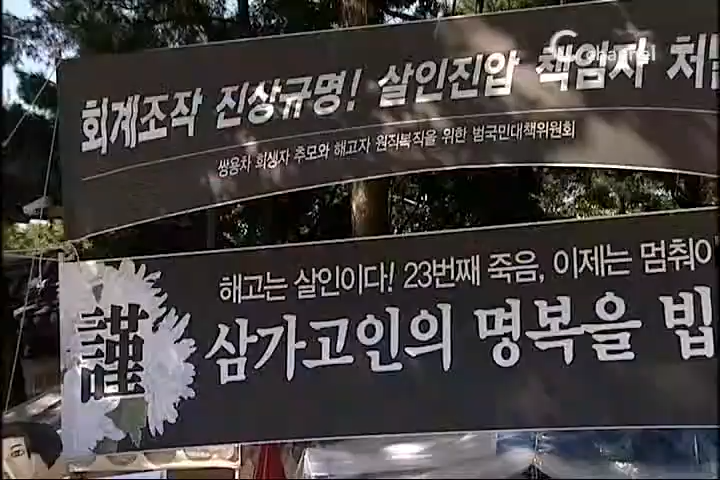 channel
회계조작 진상규명! 살인진압 책임자 처
쌍용차 희생자 추모와 해고자 원직복직을 위한 범국민대책위원회
해고는 살인이다! 23번째 죽음, 이제는 멈춰
謹
삼가고인의 명복을 빕